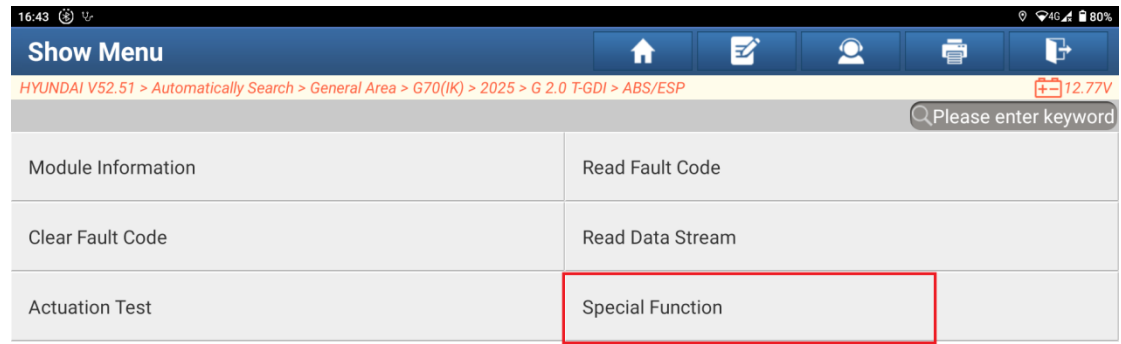 16:43 4G 80%
Show Menu
HYUNDAI V52.51 > Automatically Search > General Area > G70(IK) > 2025 > G 2.0 T-GDI > ABS/ESP 12.77V
Please enter keyword
Module Information Read Fault Code
Clear Fault Code Read Data Stream
Actuation Test Special Function